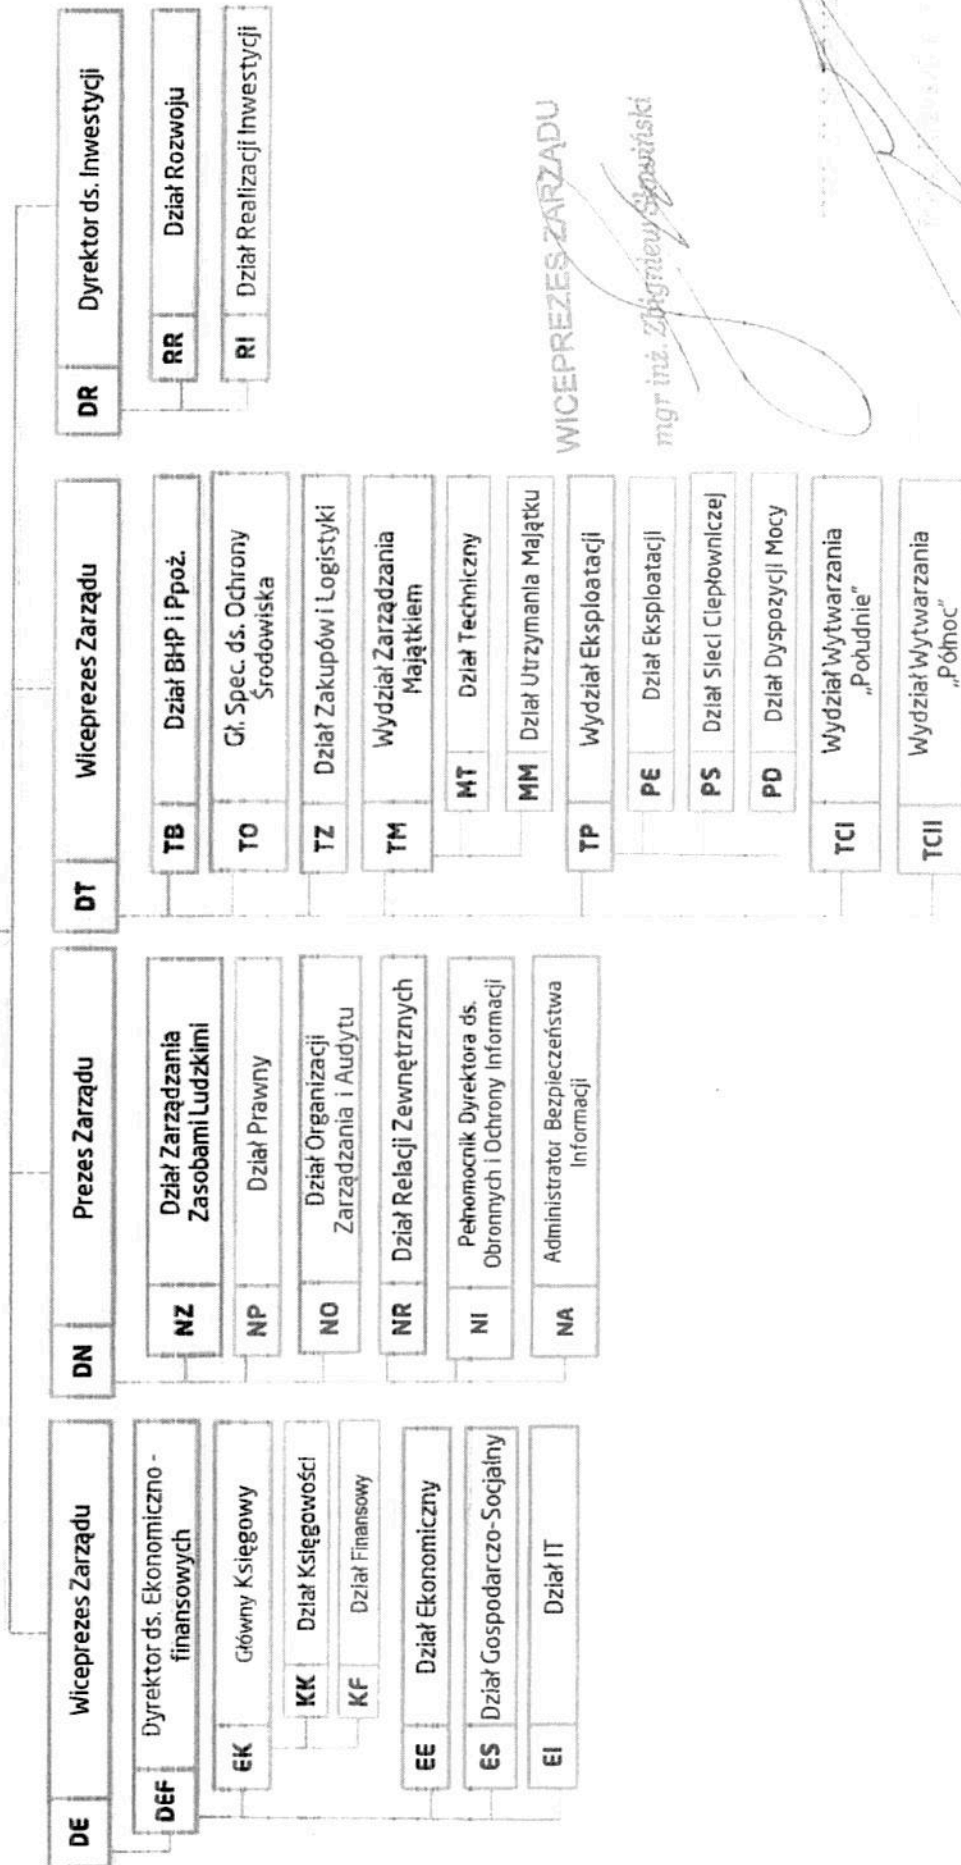 DE Wiceprezes Zarządu
DEF Dyrektor ds. Ekonomiczno -
finansowych
EK Główny Księgowy
KK Dział Księgowości
KF Dział Finansowy
EE Dział Ekonomiczny
ES Dział Gospodarczo-Socjalny
EI Dział IT
DN Prezes Zarządu
NZ Dział Zarządzania
Zasobami Ludzkimi
NP Dział Prawny
NO Dział Organizacji
Zarządzania i Audytu
NR Dział Relacji Zewnętrznych
NI Pełnomocnik Dyrektora ds.
Obronnych i Ochrony Informacji
NA Administrator Bezpieczeństwa
Informacji
DT Wiceprezes Zarządu
TB Dział BHP i Ppoż.
TO Gł. Spec. ds. Ochrony
Środowiska
TZ Dział Zakupów i Logistyki
TM Wydział Zarządzania
Majątkiem
MT Dział Techniczny
MM Dział Utrzymania Majątku
TP Wydział Eksploatacji
PE Dział Eksploatacji
PS Dział Sieci Ciepłowniczej
PD Dział Dyspozycji Mocy
TCI Wydział Wytwarzania
„Południe”
TCII Wydział Wytwarzania
„Północ”
DR Dyrektor ds. Inwestycji
RR Dział Rozwoju
RI Dział Realizacji Inwestycji
WICEPREZES ZARZĄDU
mgr inż. Zbigniew